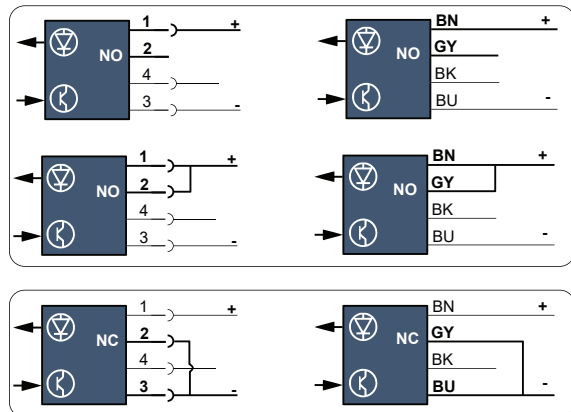 1 +
NO
2
4
3 -
BN +
NO
GY
BK
BU -
1 +
NO
2
4
3 -
BN +
NO
GY
BK
BU -
1 +
NC
2
4
3 -
BN +
NC
GY
BK
BU -